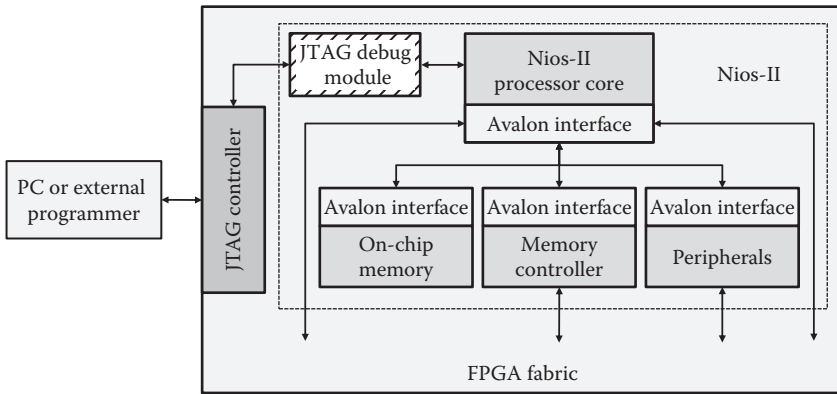 JTAG debug
module
Nios-II
processor core
Nios-II
Avalon interface
PC or external
programmer
JTAG controller
Avalon interface
On-chip
memory
Avalon interface
Memory
controller
Avalon interface
Peripherals
FPGA fabric